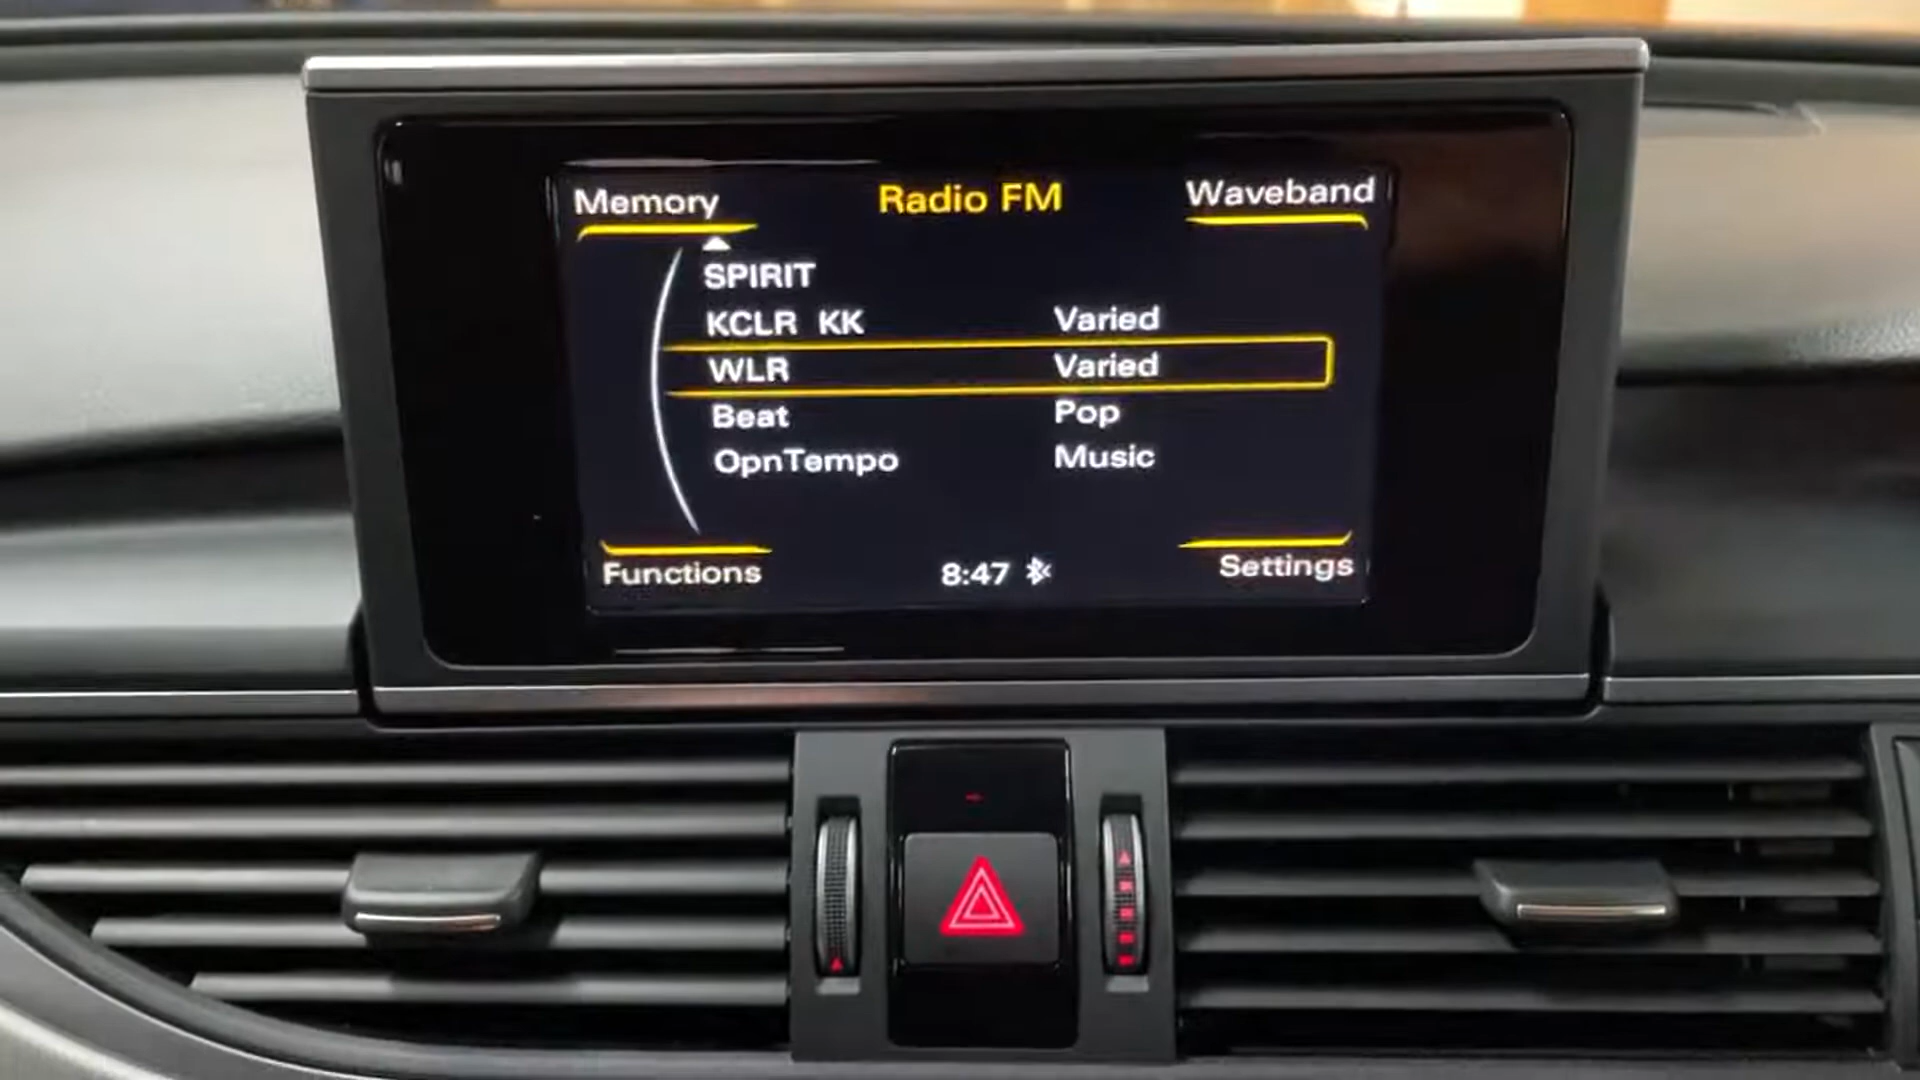 Memory Radio FM Waveband
SPIRIT
KCLR KK Varied
WLR Varied
Beat Pop
OpnTempo Music
Functions 8:47 Settings